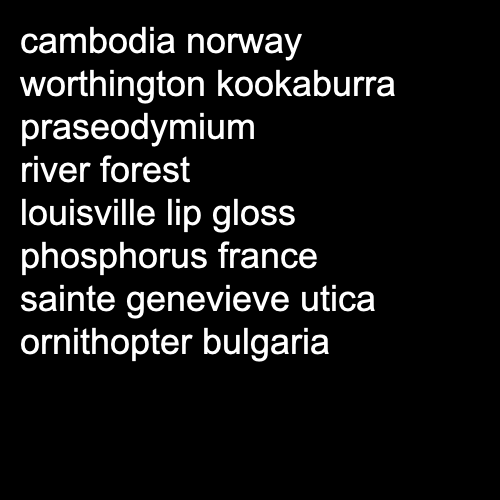 cambodia norway
worthington kookaburra
praseodymium
river forest
louisville lip gloss
phosphorus france
sainte genevieve utica
ornithopter bulgaria